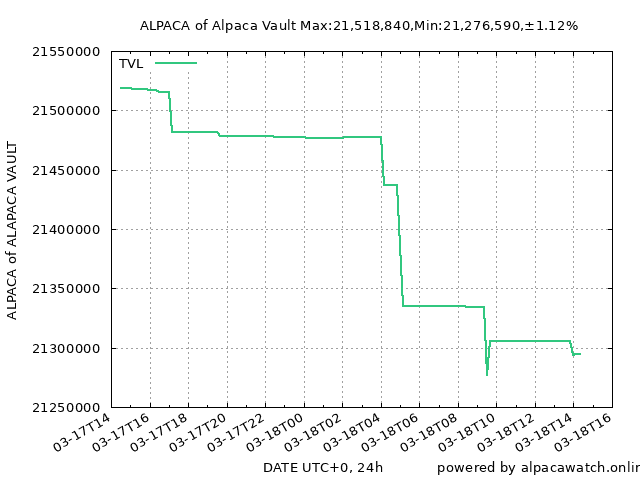 ALPACA of Alpaca Vault Max:21,518,840,Min:21,276,590,±1.12%
TVL
ALPACA of ALAPACA VAULT
21550000
21500000
21450000
21400000
21350000
21300000
21250000
03-17T14
03-17T16
03-17T18
03-17T20
03-17T22
03-18T00
03-18T02
03-18T04
03-18T06
03-18T08
03-18T10
03-18T12
03-18T14
03-18T16
DATE UTC+0, 24h
powered by alpacawatch.onlin